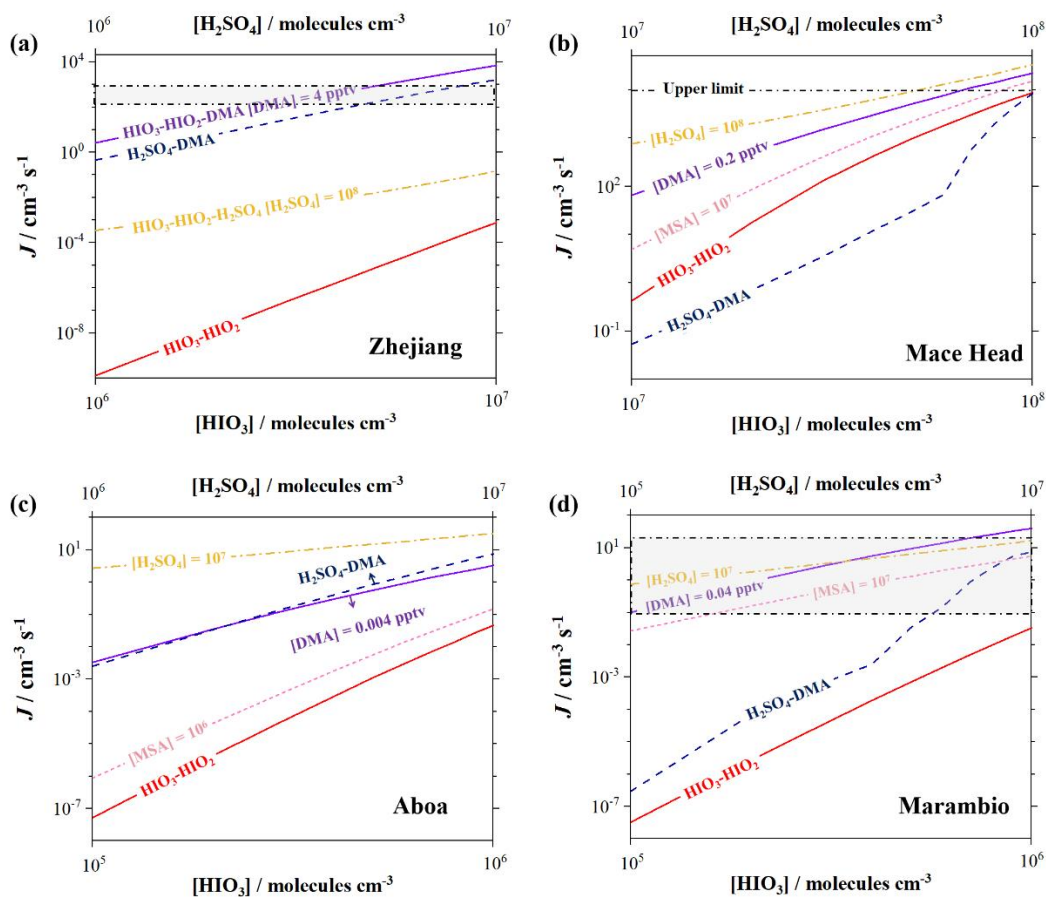 (a)
[H₂SO₄] / molecules cm⁻³
10⁶
10⁷
10⁴
10⁰
10⁻⁴
10⁻⁸
J / cm⁻³ s⁻¹
HIO₃-HIO₂-DMA [DMA] = 4 pptv
H₂SO₄-DMA
HIO₃-HIO₂-H₂SO₄ [H₂SO₄] = 10⁸
HIO₃-HIO₂
Zhejiang
10⁶
10⁷
[HIO₃] / molecules cm⁻³
(b)
[H₂SO₄] / molecules cm⁻³
10⁷
10⁸
Upper limit
[H₂SO₄] = 10⁸
[DMA] = 0.2 pptv
10²
J / cm⁻³ s⁻¹
[MSA] = 10⁷
HIO₃-HIO₂
H₂SO₄-DMA
10⁻¹
Mace Head
10⁷
10⁸
[HIO₃] / molecules cm⁻³
(c)
[H₂SO₄] / molecules cm⁻³
10⁶
10⁷
10¹
10⁻³
10⁻⁷
J / cm⁻³ s⁻¹
[H₂SO₄] = 10⁷
H₂SO₄-DMA
[DMA] = 0.004 pptv
[MSA] = 10⁶
HIO₃-HIO₂
Aboa
10⁵
10⁶
[HIO₃] / molecules cm⁻³
(d)
[H₂SO₄] / molecules cm⁻³
10⁵
10⁷
10¹
10⁻³
10⁻⁷
J / cm⁻³ s⁻¹
[H₂SO₄] = 10⁷
[DMA] = 0.04 pptv
[MSA] = 10⁷
H₂SO₄-DMA
HIO₃-HIO₂
Marambio
10⁵
10⁶
[HIO₃] / molecules cm⁻³